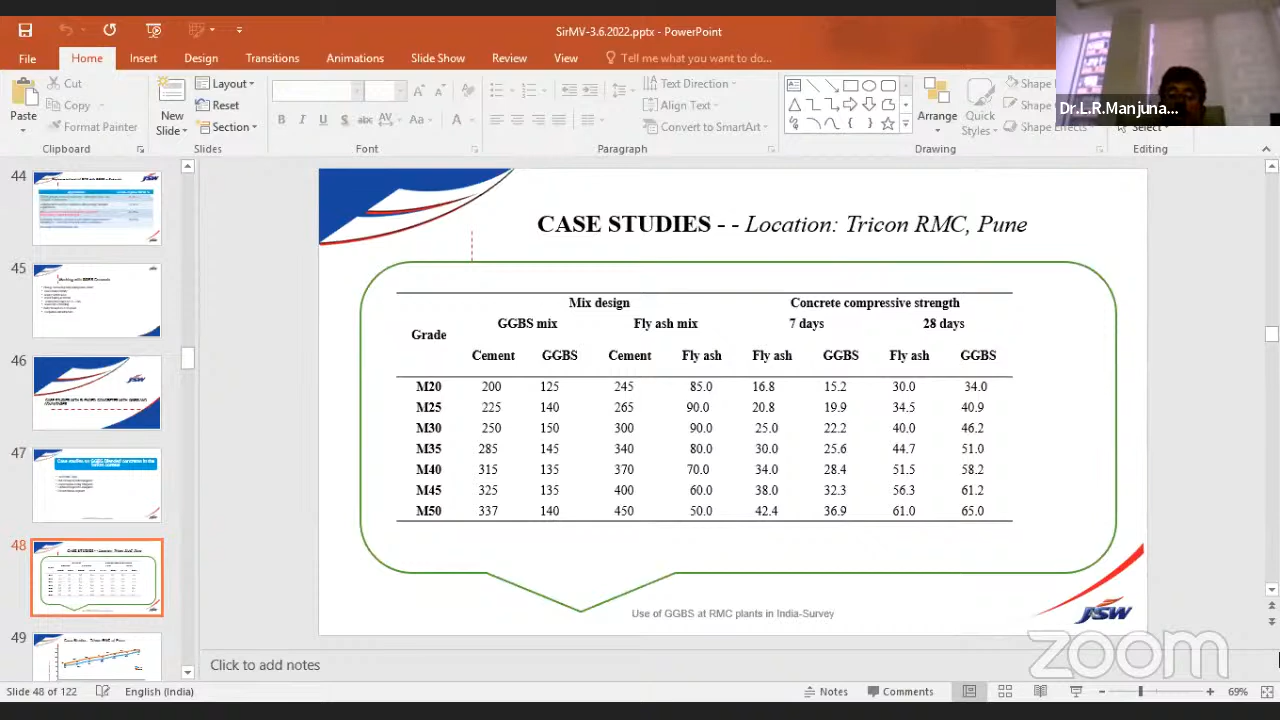 SirMV-3.6.2022.pptx - PowerPoint
File Home Insert Design Transitions Animations Slide Show Review View Tell me what you want to do...
Dr.L.R.Manjuna...
Paste
Cut
Copy
Format Painter
Clipboard
New Slide
Layout
Reset
Section
Slides
Font
Text Direction
Align Text
Convert to SmartArt
Paragraph
Arrange
Quick Styles
Shape
Shape
Shape Effects
Drawing
Select
Editing
44
JSW
45
46
JSW
47
48
49
CASE STUDIES - - Location: Tricon RMC, Pune
Mix design Concrete compressive strength
GGBS mix Fly ash mix 7 days 28 days
Grade
Cement GGBS Cement Fly ash Fly ash GGBS Fly ash GGBS
M20 200 125 245 85.0 16.8 15.2 30.0 34.0
M25 225 140 265 90.0 20.8 19.9 34.5 40.9
M30 250 150 300 90.0 25.0 22.2 40.0 46.2
M35 285 145 340 80.0 30.0 25.6 44.7 51.0
M40 315 135 370 70.0 34.0 28.4 51.5 58.2
M45 325 135 400 60.0 38.0 32.3 56.3 61.2
M50 337 140 450 50.0 42.4 36.5 61.0 65.0
Use of GGBS at RMC plants in India-Survey
JSW
zoom
Click to add notes
Slide 48 of 122 English (India) Notes Comments 69%